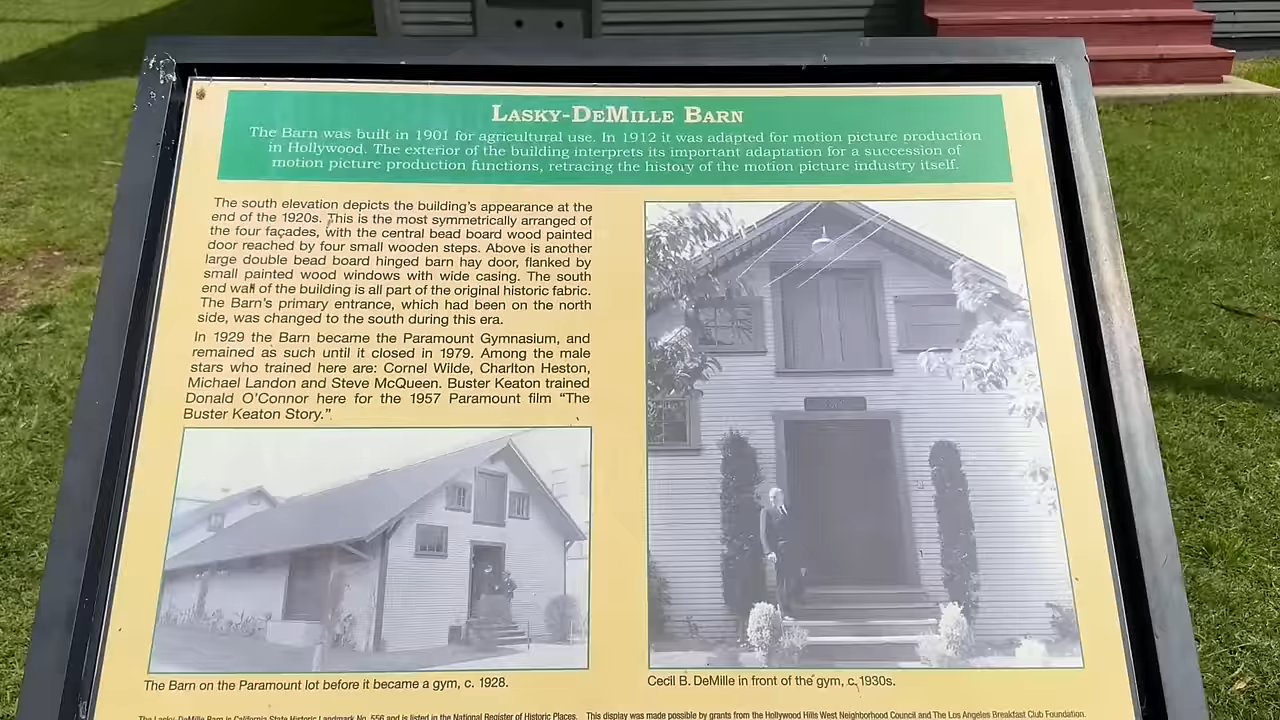 LASKY-DEMILLE BARN
The Barn was built in 1901 for agricultural use. In 1912 it was adapted for motion picture production
in Hollywood. The exterior of the building interprets its important adaptation for a succession of
motion picture production functions, retracing the history of the motion picture industry itself.
The south elevation depicts the building's appearance at the
end of the 1920s. This is the most symmetrically arranged of
the four façades, with the central bead board wood painted
door reached by four small wooden steps. Above is another
large double bead board hinged barn hay door, flanked by
small painted wood windows with wide casing. The south
end wall of the building is all part of the original historic fabric.
The Barn's primary entrance, which had been on the north
side, was changed to the south during this era.
In 1929 the Barn became the Paramount Gymnasium, and
remained as such until it closed in 1979. Among the male
stars who trained here are: Cornel Wilde, Charlton Heston,
Michael Landon and Steve McQueen. Buster Keaton trained
Donald O'Connor here for the 1957 Paramount film "The
Buster Keaton Story."
The Barn on the Paramount lot before it became a gym, c. 1928.
Cecil B. DeMille in front of the gym, c. 1930s.
The Lasky-DeMille Barn is California State Historic Landmark No. 556 and is listed in the National Register of Historic Places. This display was made possible by grants from the Hollywood Hills West Neighborhood Council and The Los Angeles Breakfast Club Foundation.